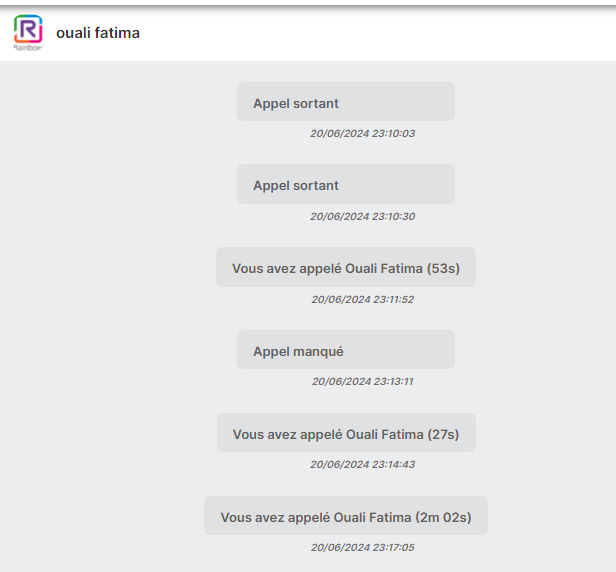 ouali fatima
Rainbow
Appel sortant
20/06/2024 23:10:03
Appel sortant
20/06/2024 23:10:30
Vous avez appelé Ouali Fatima (53s)
20/06/2024 23:11:52
Appel manqué
20/06/2024 23:13:11
Vous avez appelé Ouali Fatima (27s)
20/06/2024 23:14:43
Vous avez appelé Ouali Fatima (2m 02s)
20/06/2024 23:17:05